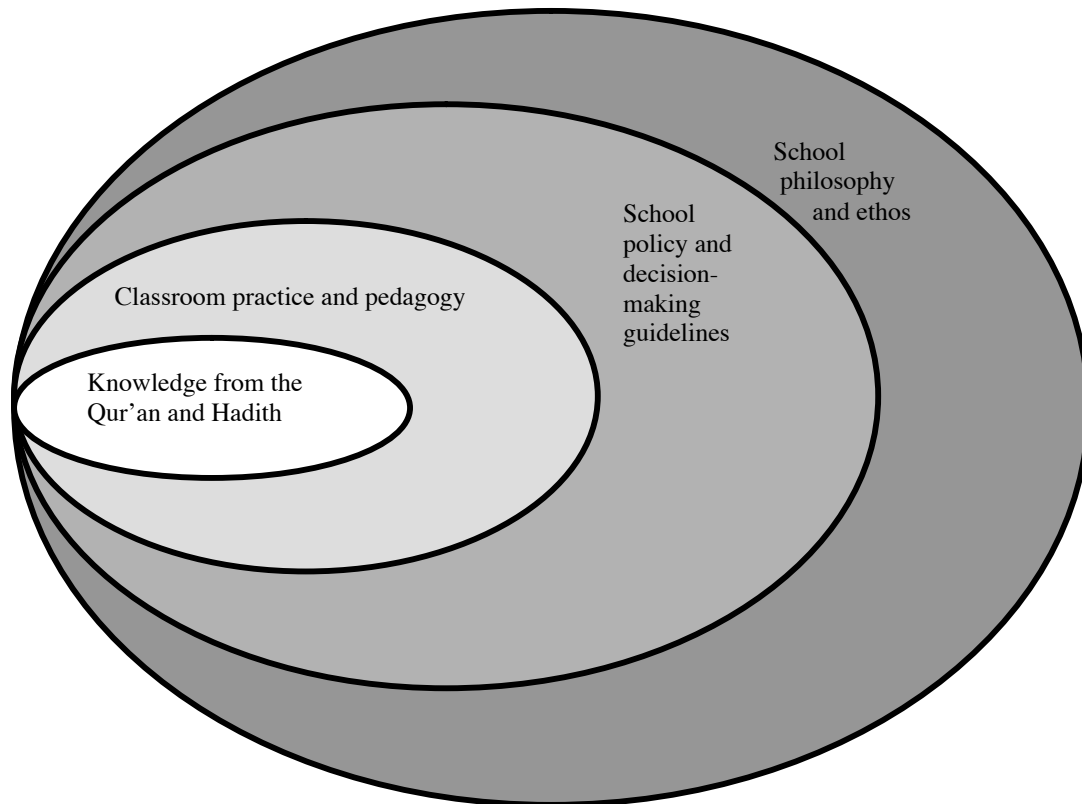 School
philosophy
and ethos
School
policy and
decision-
making
guidelines
Classroom practice and pedagogy
Knowledge from the
Qur’an and Hadith